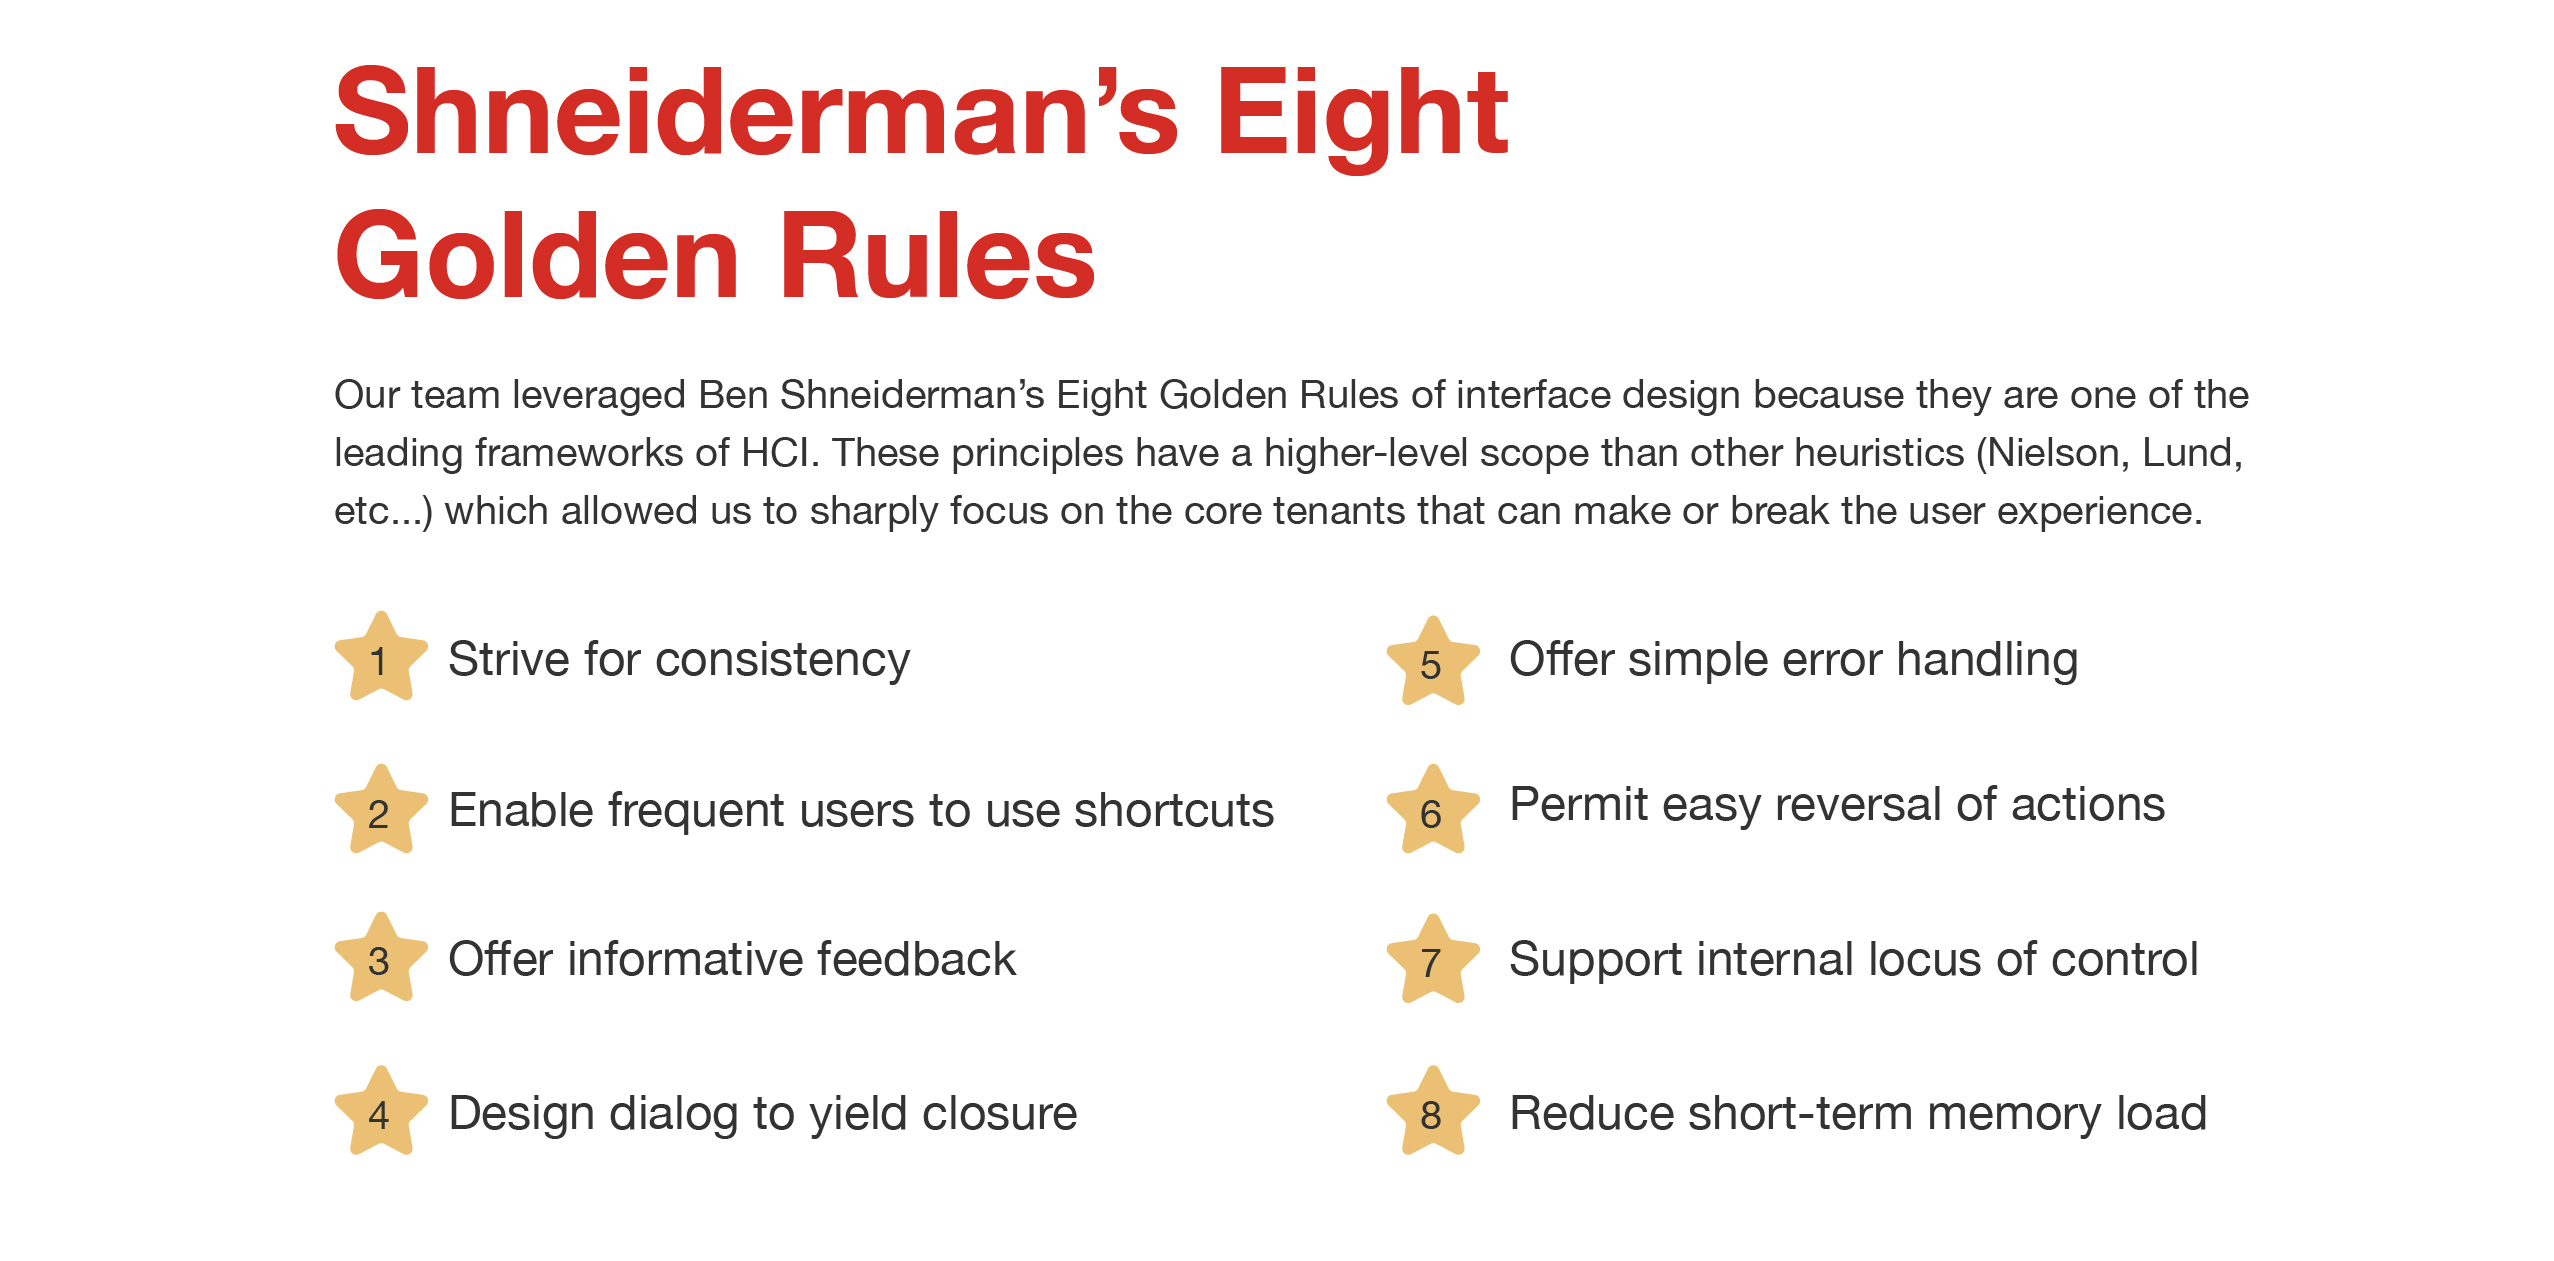 Shneiderman’s Eight
Golden Rules
Our team leveraged Ben Shneiderman’s Eight Golden Rules of interface design because they are one of the
leading frameworks of HCI. These principles have a higher-level scope than other heuristics (Nielson, Lund,
etc...) which allowed us to sharply focus on the core tenants that can make or break the user experience.
1 Strive for consistency
2 Enable frequent users to use shortcuts
3 Offer informative feedback
4 Design dialog to yield closure
5 Offer simple error handling
6 Permit easy reversal of actions
7 Support internal locus of control
8 Reduce short-term memory load